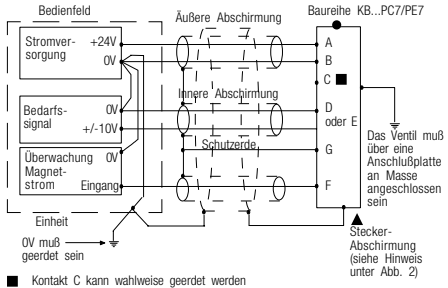 Bedienfeld
Äußere Abschirmung
Baureihe KB...PC7/PE7
Stromver-
sorgung
+24V
0V
A
B
C ■
Innere Abschirmung
Bedarfs-
signal
0V
+/-10V
D
oder E
Schutzerde
G
Überwachung
Magnet-
strom
0V
Eingang
F
Das Ventil muß
über eine
Anschlußplatte
an Masse
angeschlossen
sein
Einheit
0V muß
geerdet sein
Stecker-
Abschirmung
(siehe Hinweis
unter Abb. 2)
■ Kontakt C kann wahlweise geerdet werden